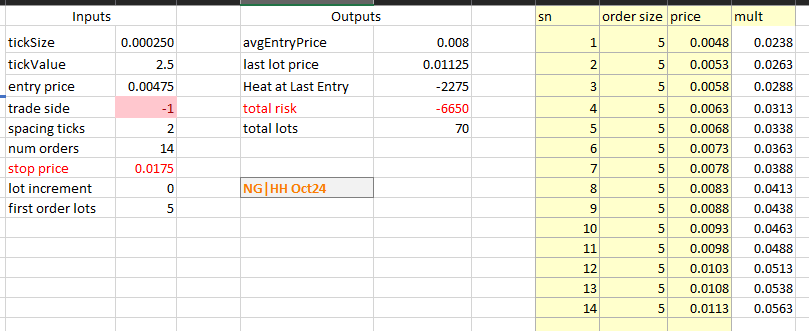 Inputs Outputs sn order size price mult
tickSize 0.000250 avgEntryPrice 0.008 1 5 0.0048 0.0238
tickValue 2.5 last lot price 0.01125 2 5 0.0053 0.0263
entry price 0.00475 Heat at Last Entry -2275 3 5 0.0058 0.0288
trade side -1 total risk -6650 4 5 0.0063 0.0313
spacing ticks 2 total lots 70 5 5 0.0068 0.0338
num orders 14 6 5 0.0073 0.0363
stop price 0.0175 7 5 0.0078 0.0388
lot increment 0 NG|HH Oct24 8 5 0.0083 0.0413
first order lots 5 9 5 0.0088 0.0438
10 5 0.0093 0.0463
11 5 0.0098 0.0488
12 5 0.0103 0.0513
13 5 0.0108 0.0538
14 5 0.0113 0.0563